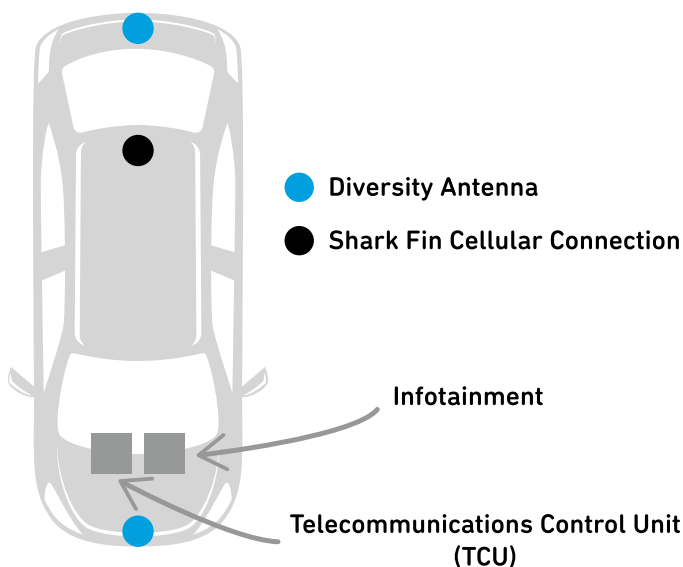 Diversity Antenna
Shark Fin Cellular Connection
Infotainment
Telecommunications Control Unit
(TCU)